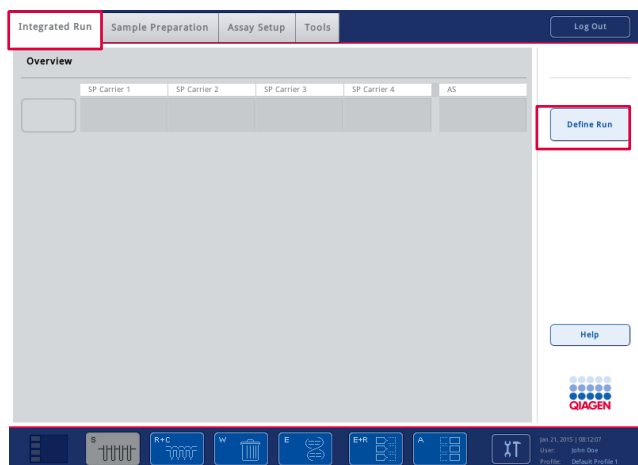 Integrated Run Sample Preparation Assay Setup Tools Log Out
Overview
SP Carrier 1 SP Carrier 2 SP Carrier 3 SP Carrier 4 AS
Define Run
Help
QIAGEN
S R+C W E E+R A
Jan 21, 2015 | 08:12:07
User: John Doe
Profile: Default Profile 1